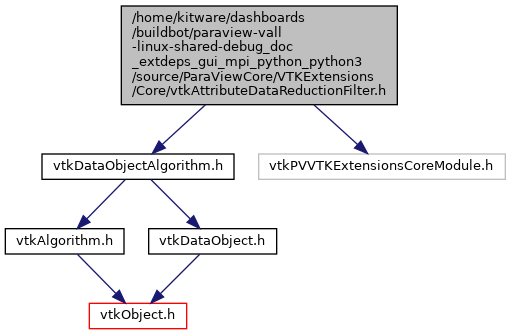 /home/kitware/dashboards
/buildbot/paraview-vall
-linux-shared-debug_doc
_extdeps_gui_mpi_python_python3
/source/ParaViewCore/VTKExtensions
/Core/vtkAttributeDataReductionFilter.h
vtkDataObjectAlgorithm.h
vtkPVVTKExtensionsCoreModule.h
vtkAlgorithm.h
vtkDataObject.h
vtkObject.h